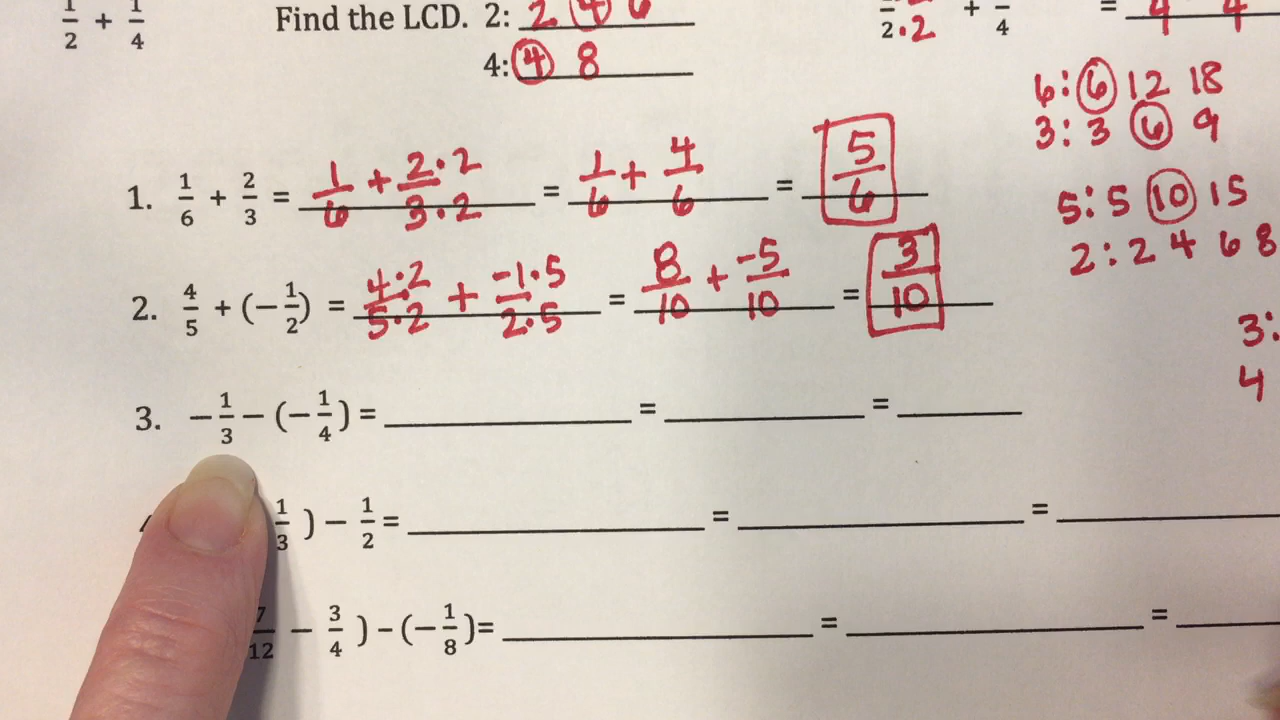 1/2 + 1/4 Find the LCD. 2: 2 4 6 2·2 + 4 = 4 4
4: 4 8
6: 6 12 18
3: 3 6 9
1. 1/6 + 2/3 = 1/6 + 2·2/3·2 = 1/6 + 4/6 = 5/6
5: 5 10 15
2: 2 4 6 8
2. 4/5 + (−1/2) = 4·2/5·2 + -1·5/2·5 = 8/10 + -5/10 = 3/10
3:
4
3. −1/3 − (−1/4) = = =
1/3 ) − 1/2 = = =
7/12 − 3/4 ) − (−1/8) = = =